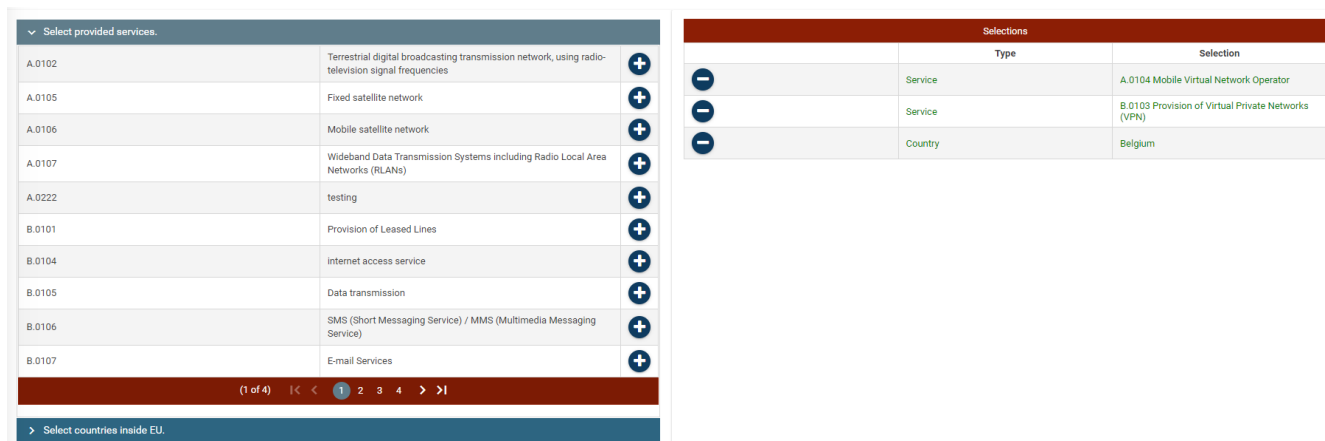 Select provided services.
A.0102
Terrestrial digital broadcasting transmission network, using radio-
television signal frequencies
A.0105
Fixed satellite network
A.0106
Mobile satellite network
A.0107
Wideband Data Transmission Systems including Radio Local Area
Networks (RLANs)
A.0222
testing
B.0101
Provision of Leased Lines
B.0104
internet access service
B.0105
Data transmission
B.0106
SMS (Short Messaging Service) / MMS (Multimedia Messaging
Service)
B.0107
E-mail Services
(1 of 4) 1 2 3 4
Select countries inside EU.
Selections
Type Selection
Service A.0104 Mobile Virtual Network Operator
Service B.0103 Provision of Virtual Private Networks
(VPN)
Country Belgium